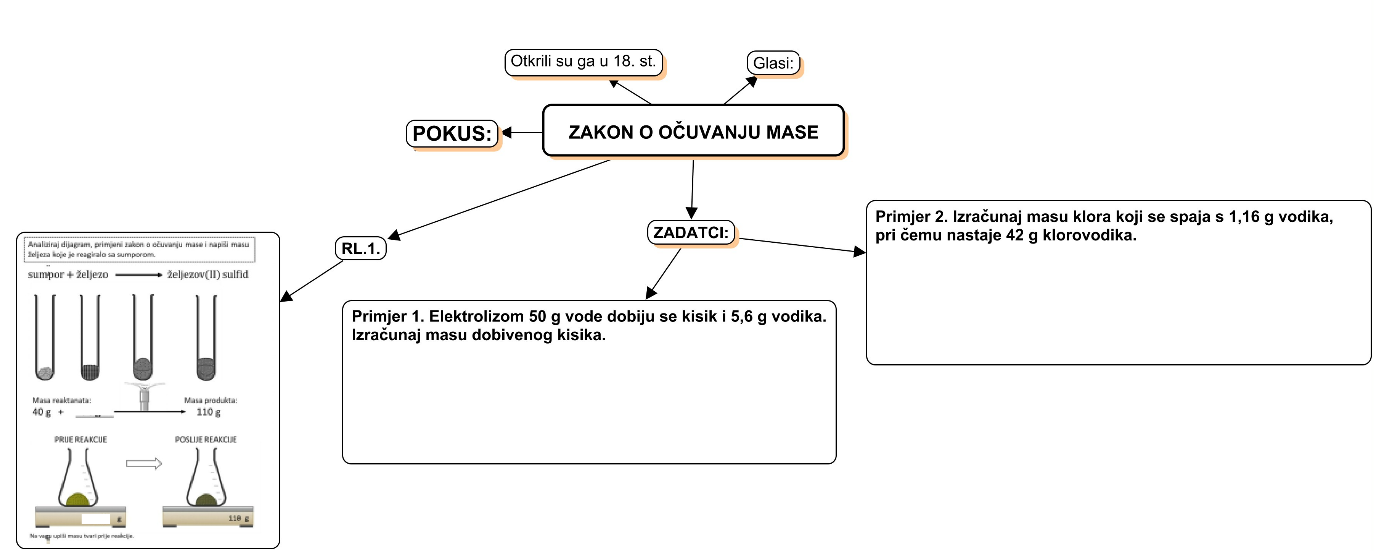 Otkrili su ga u 18. st.
Glasi:
POKUS:
ZAKON O OČUVANJU MASE
RL.1.
ZADATCI:
Primjer 2. Izračunaj masu klora koji se spaja s 1,16 g vodika,
pri čemu nastaje 42 g klorovodika.
Primjer 1. Elektrolizom 50 g vode dobiju se kisik i 5,6 g vodika.
Izračunaj masu dobivenog kisika.
Analiziraj dijagram, primjeni zakon o očuvanju mase i napiši masu
željeza koje je reagiralo sa sumporom.
sumpor + željezo željezov(II) sulfid
Masa reaktanata: Masa produkta:
40 g + 110 g
PRIJE REAKCIJE POSLIJE REAKCIJE
g 110 g
Na vagu upiši masu tvari prije reakcije.